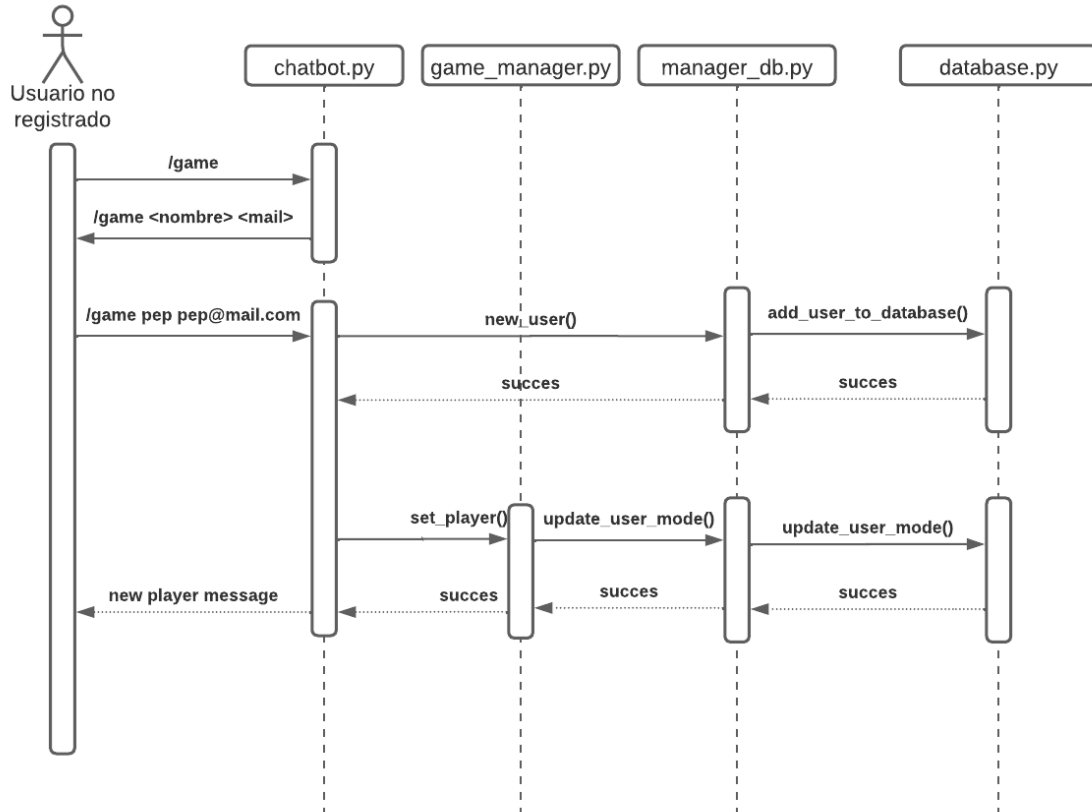 chatbot.py
game_manager.py
manager_db.py
database.py
Usuario no
registrado
/game
/game <nombre> <mail>
/game pep pep@mail.com
new_user()
add_user_to_database()
succes
succes
set_player()
update_user_mode()
update_user_mode()
new player message
succes
succes
succes